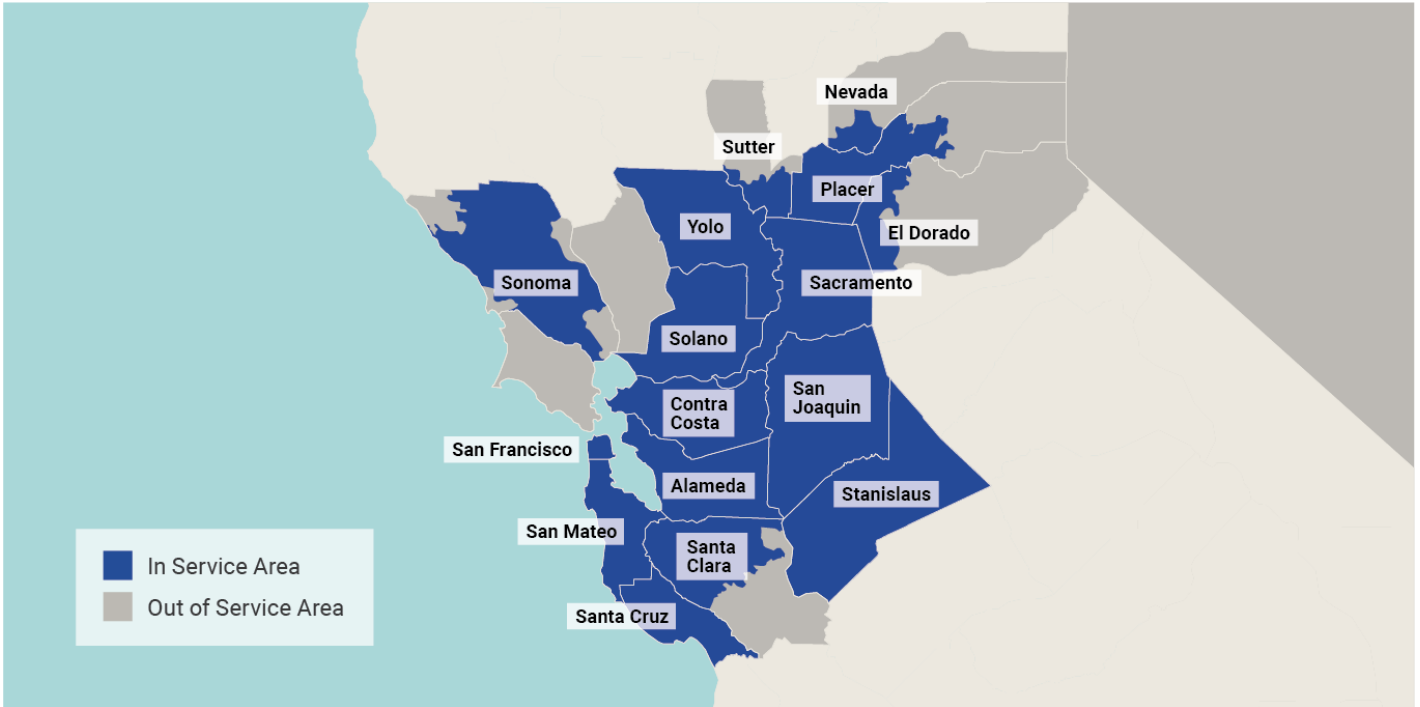 Nevada
Sutter
Placer
Yolo
El Dorado
Sonoma
Sacramento
Solano
San
Joaquin
Contra
Costa
San Francisco
Alameda
Stanislaus
San Mateo
Santa
Clara
In Service Area
Out of Service Area
Santa Cruz